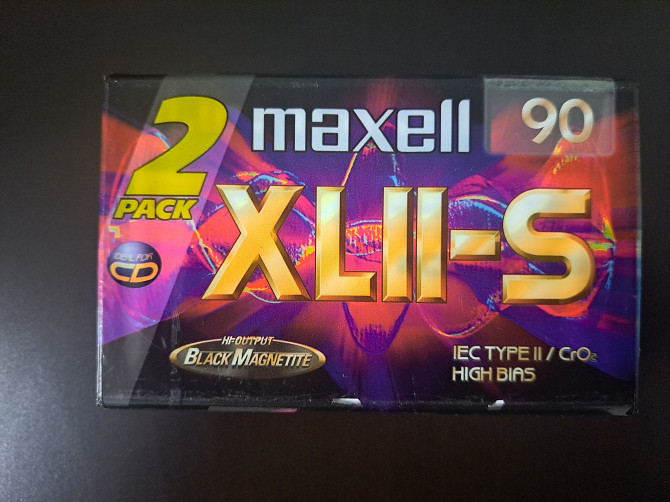 2
PACK
maxell
90
XLII-S
IDEAL FOR
CD
HI-OUTPUT
BLACK MAGNETITE
IEC TYPE II / CrO₂
HIGH BIAS